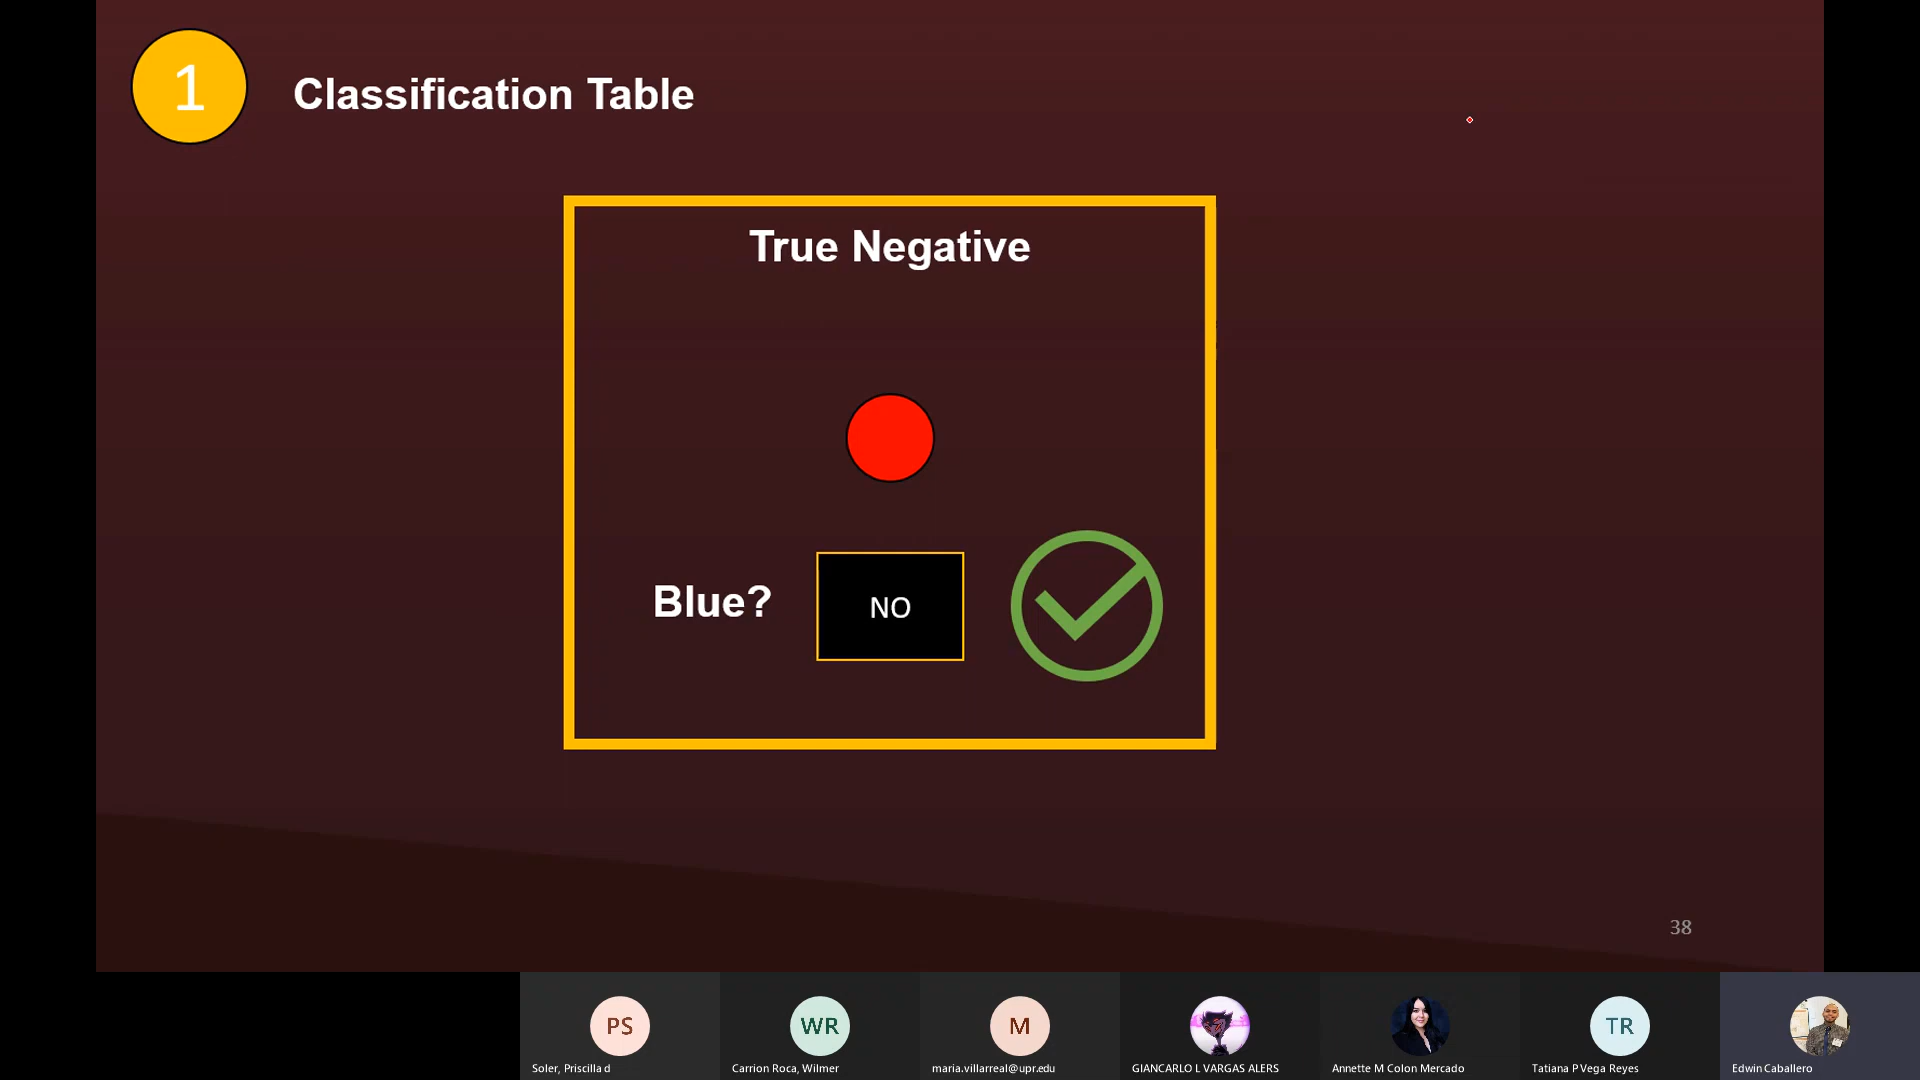 1
Classification Table
True Negative
Blue?
NO
38
PS
WR
M
TR
Soler, Priscilla d
Carrion Roca, Wilmer
maria.villarreal@upr.edu
GIANCARLO L VARGAS ALERS
Annette M Colon Mercado
Tatiana P Vega Reyes
Edwin Caballero